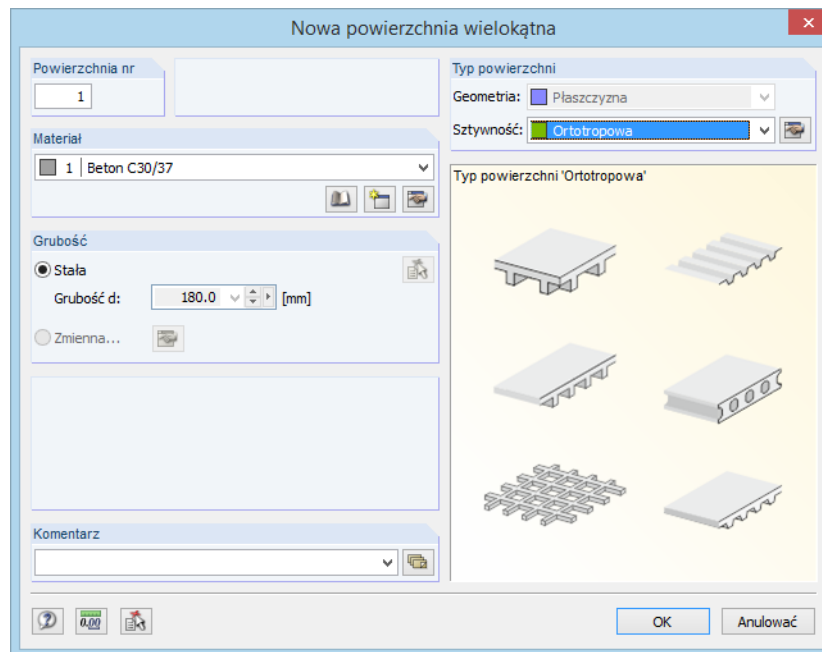 Nowa powierzchnia wielokątna
Powierzchnia nr
1
Materiał
1 Beton C30/37
Grubość
Stała
Grubość d: 180.0 [mm]
Zmienna...
Komentarz
Typ powierzchni
Geometria: Płaszczyzna
Sztywność: Ortotropowa
Typ powierzchni 'Ortotropowa'
0.00
OK
Anulować